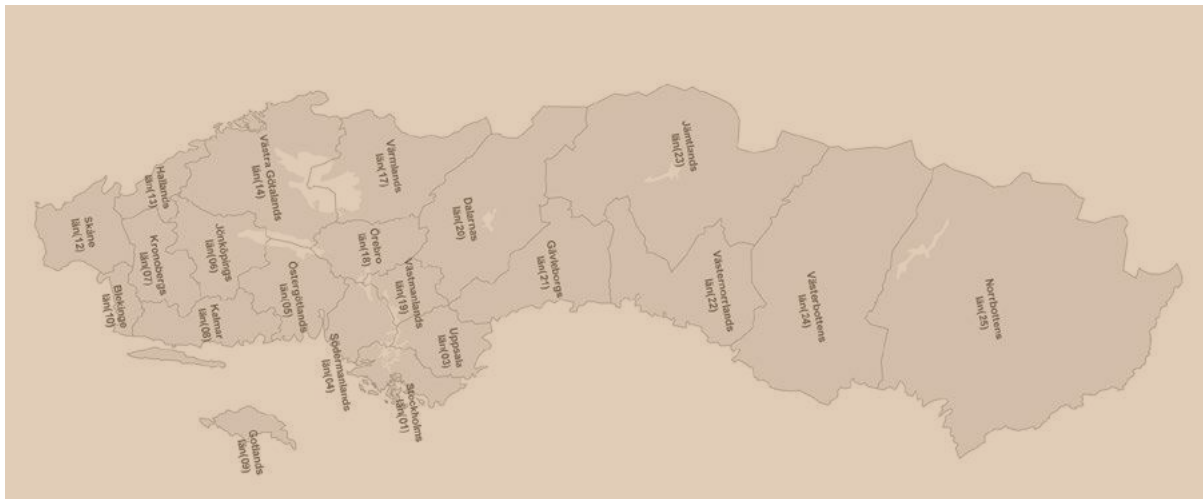 Norrbottens
län(25)
Västerbottens
län(24)
Jämtlands
län(23)
Västernorrlands
län(22)
Gävleborgs
län(21)
Dalarnas
län(20)
Värmlands
län(17)
Örebro
län(18)
Västmanlands
län(19)
Uppsala
län(03)
Stockholms
län(01)
Södermanlands
län(04)
Östergötlands
län(05)
Västra Götalands
län(14)
Jönköpings
län(06)
Hallands
län(13)
Kronobergs
län(07)
Kalmar
län(08)
Gotlands
län(09)
Skåne
län(12)
Blekinge
län(10)